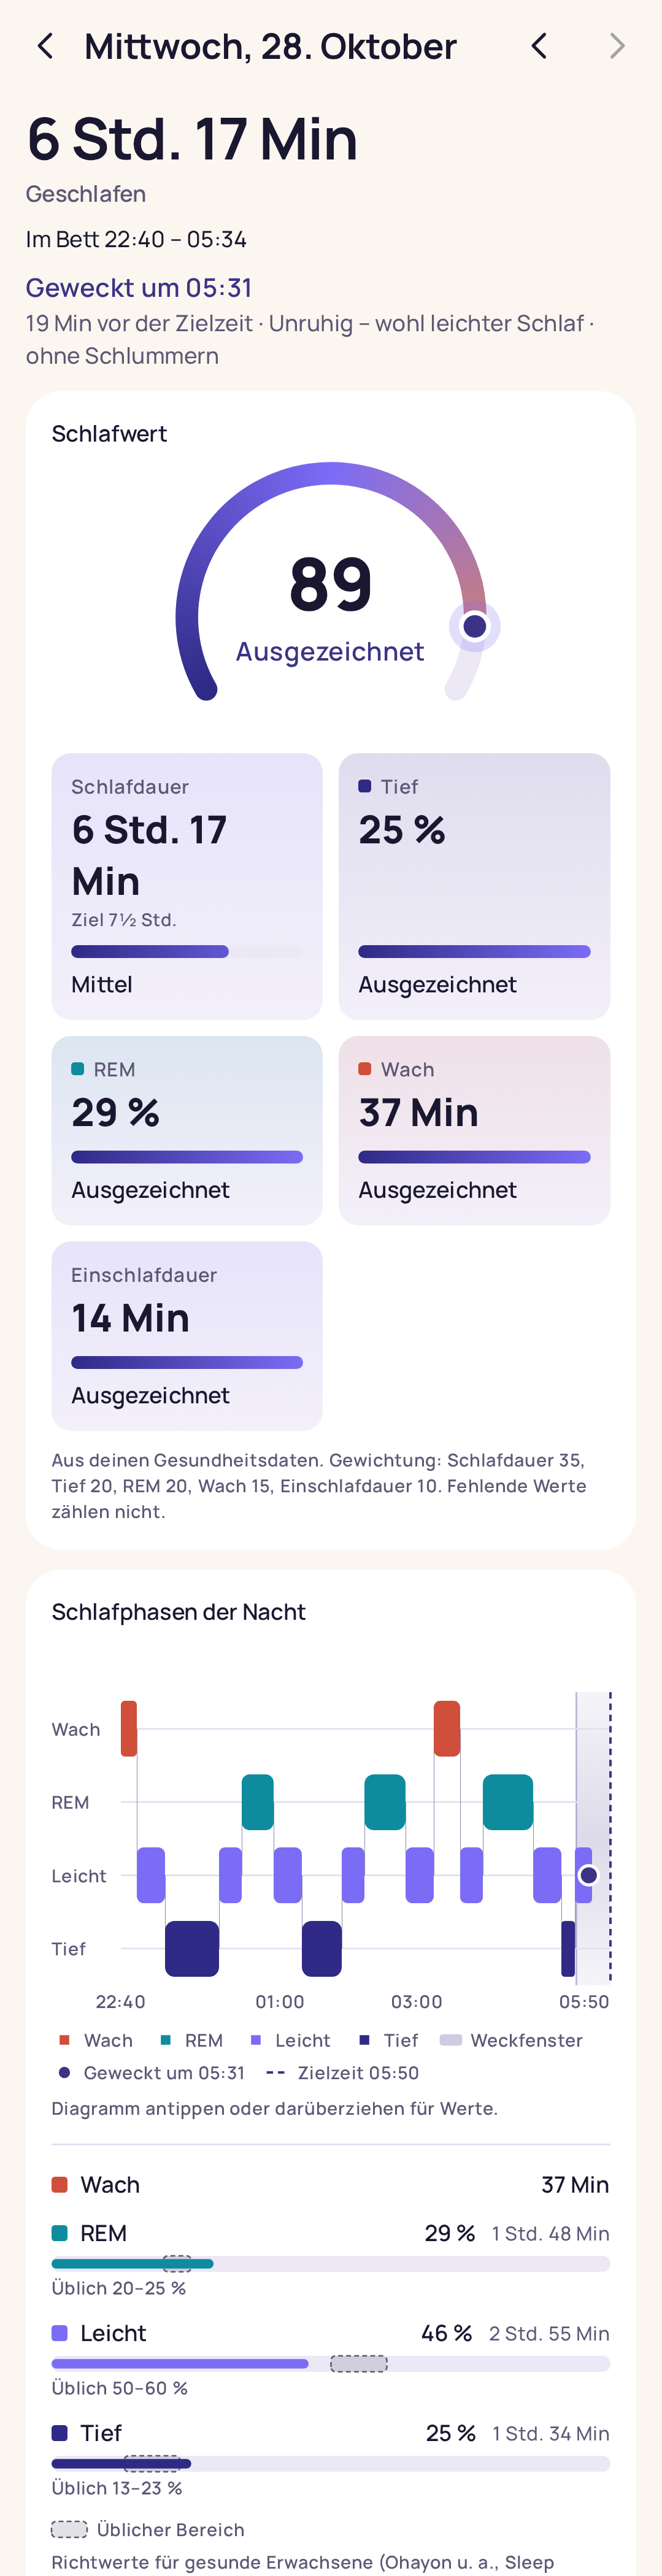 Mittwoch, 28. Oktober
6 Std. 17 Min
Geschlafen
Im Bett 22:40 – 05:34
Geweckt um 05:31
19 Min vor der Zielzeit · Unruhig – wohl leichter Schlaf ·
ohne Schlummern
Schlafwert
89
Ausgezeichnet
Schlafdauer
6 Std. 17
Min
Ziel 7½ Std.
Mittel
Tief
25 %
Ausgezeichnet
REM
29 %
Ausgezeichnet
Wach
37 Min
Ausgezeichnet
Einschlafdauer
14 Min
Ausgezeichnet
Aus deinen Gesundheitsdaten. Gewichtung: Schlafdauer 35,
Tief 20, REM 20, Wach 15, Einschlafdauer 10. Fehlende Werte
zählen nicht.
Schlafphasen der Nacht
Wach
REM
Leicht
Tief
22:40 01:00 03:00 05:50
Wach REM Leicht Tief Weckfenster
Geweckt um 05:31 Zielzeit 05:50
Diagramm antippen oder darüberziehen für Werte.
Wach 37 Min
REM 29 % 1 Std. 48 Min
Üblich 20–25 %
Leicht 46 % 2 Std. 55 Min
Üblich 50–60 %
Tief 25 % 1 Std. 34 Min
Üblich 13–23 %
Üblicher Bereich
Richtwerte für gesunde Erwachsene (Ohayon u. a., Sleep